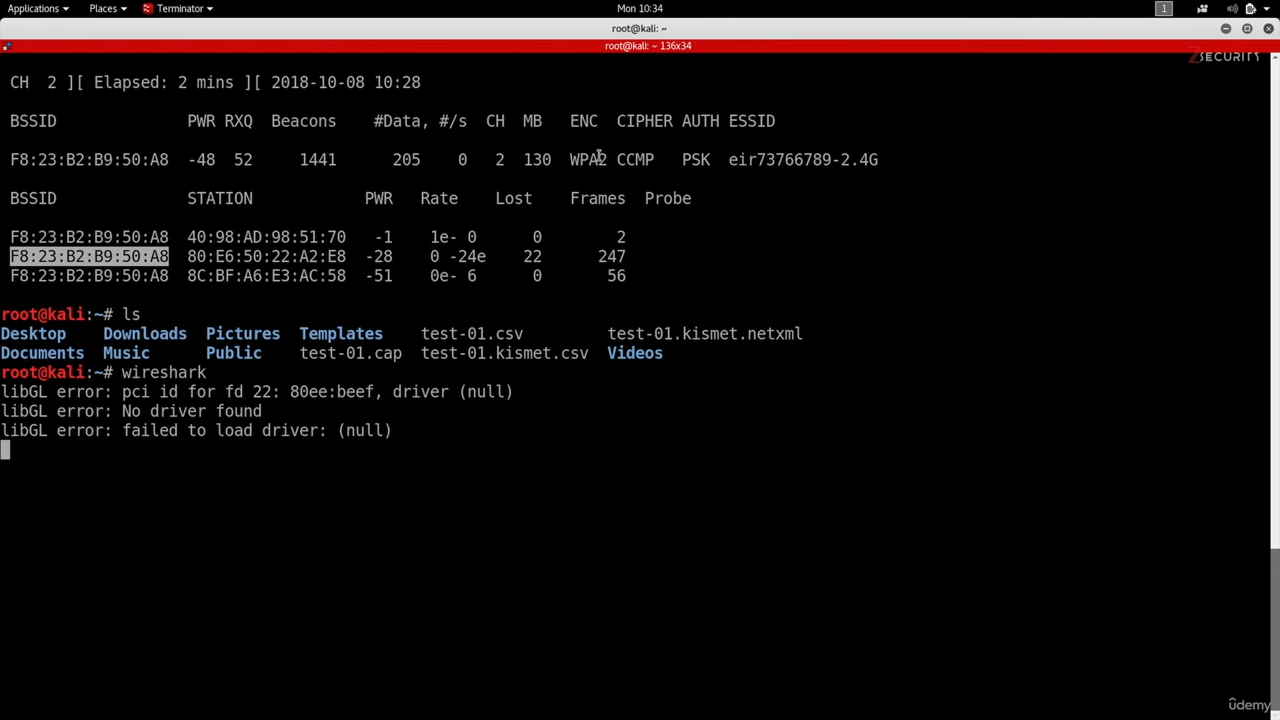 Applications Places Terminator Mon 10:34 1
root@kali: ~
root@kali: ~ 136x34
ZSECURITY
CH 2 ][ Elapsed: 2 mins ][ 2018-10-08 10:28
BSSID PWR RXQ Beacons #Data, #/s CH MB ENC CIPHER AUTH ESSID
F8:23:B2:B9:50:A8 -48 52 1441 205 0 2 130 WPA2 CCMP PSK eir73766789-2.4G
BSSID STATION PWR Rate Lost Frames Probe
F8:23:B2:B9:50:A8 40:98:AD:98:51:70 -1 1e- 0 0 2
F8:23:B2:B9:50:A8 80:E6:50:22:A2:E8 -28 0 -24e 22 247
F8:23:B2:B9:50:A8 8C:BF:A6:E3:AC:58 -51 0e- 6 0 56
root@kali:~# ls
Desktop Downloads Pictures Templates test-01.csv test-01.kismet.netxml
Documents Music Public test-01.cap test-01.kismet.csv Videos
root@kali:~# wireshark
libGL error: pci id for fd 22: 80ee:beef, driver (null)
libGL error: No driver found
libGL error: failed to load driver: (null)
ûdemy